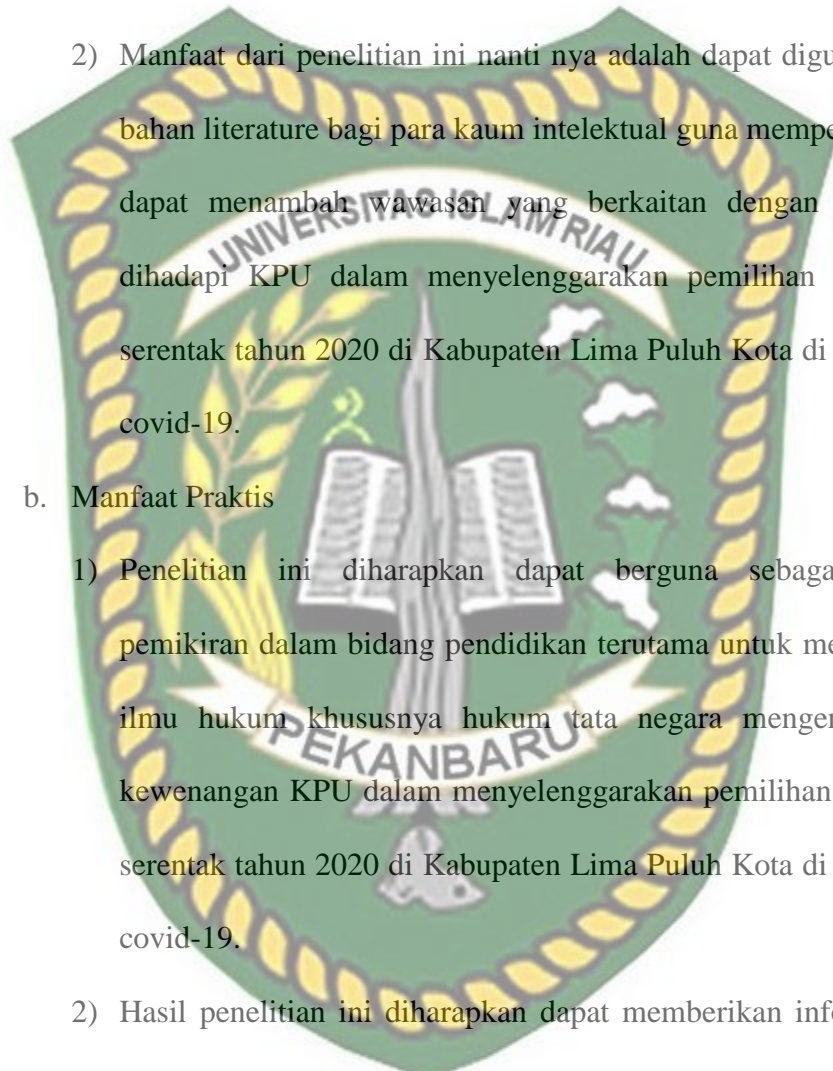 2) Manfaat dari penelitian ini nanti nya adalah dapat digu
bahan literature bagi para kaum intelektual guna mempe
dapat menambah wawasan yang berkaitan dengan
UNIVERSITAS ISLAM RIAU
dihadapi KPU dalam menyelenggarakan pemilihan
serentak tahun 2020 di Kabupaten Lima Puluh Kota di
covid-19.
b. Manfaat Praktis
1) Penelitian ini diharapkan dapat berguna sebaga
pemikiran dalam bidang pendidikan terutama untuk me
ilmu hukum khususnya hukum tata negara menger
PEKANBARU
kewenangan KPU dalam menyelenggarakan pemilihan
serentak tahun 2020 di Kabupaten Lima Puluh Kota di
covid-19.
2) Hasil penelitian ini diharapkan dapat memberikan info